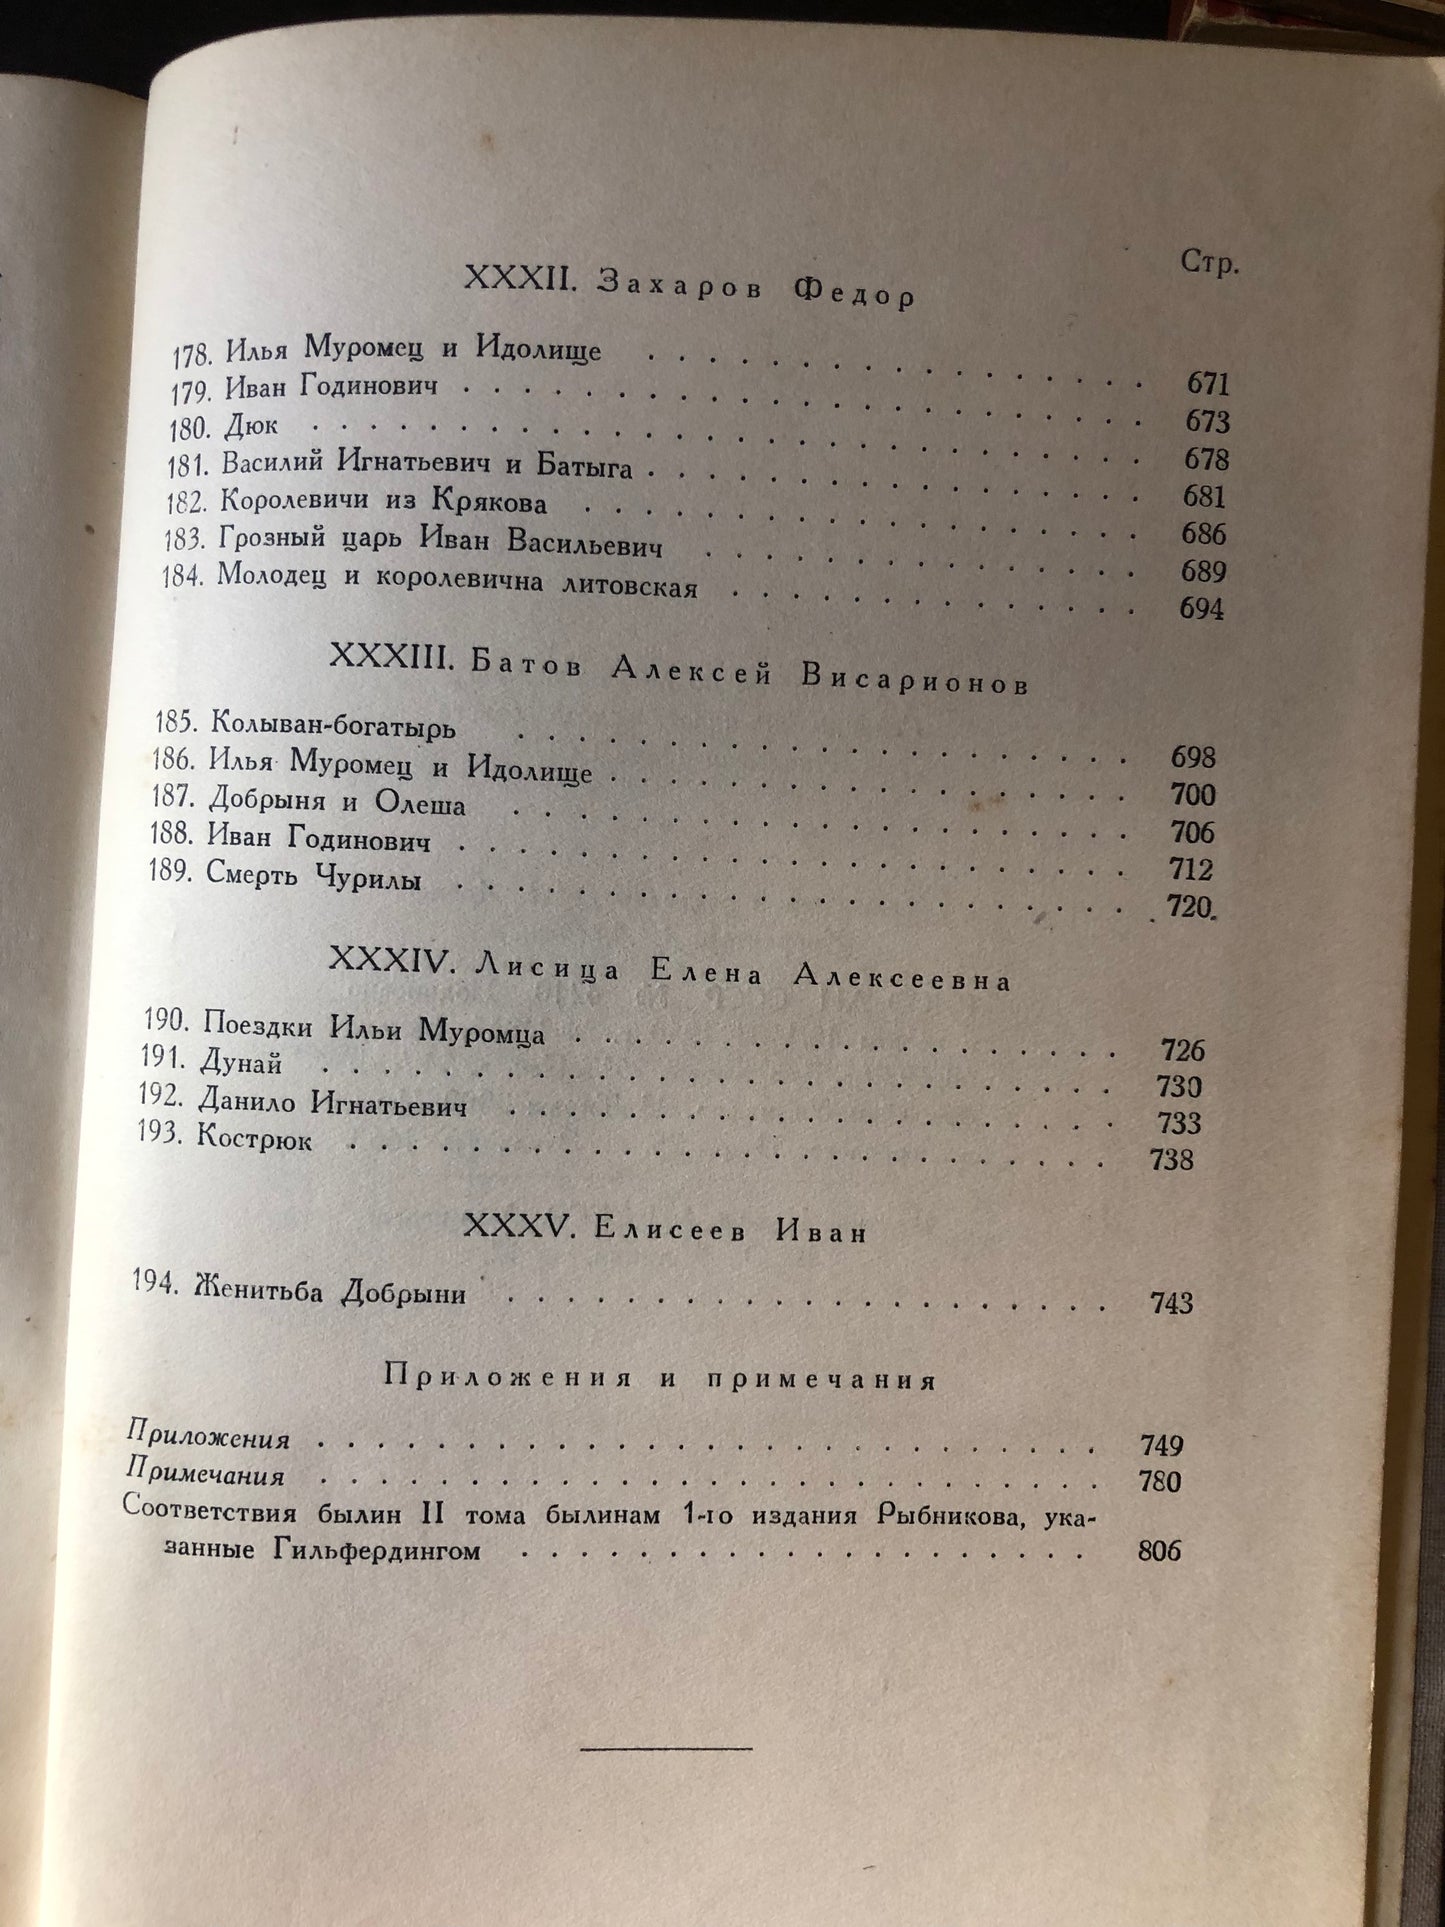 Стр.
XXXII. Захаров Федор
178. Илья Муромец и Идолище . . . . . . . . . . . . . . . . . 671
179. Иван Годинович . . . . . . . . . . . . . . . . . . . . . . . 673
180. Дюк . . . . . . . . . . . . . . . . . . . . . . . . . . . . 678
181. Василий Игнатьевич и Батыга . . . . . . . . . . . . . . . . . 681
182. Королевичи из Крякова . . . . . . . . . . . . . . . . . . . 686
183. Грозный царь Иван Васильевич . . . . . . . . . . . . . . . 689
184. Молодец и королевична литовская . . . . . . . . . . . . . . 694
XXXIII. Батов Алексей Висарионов
185. Колыван-богатырь . . . . . . . . . . . . . . . . . . . . . 698
186. Илья Муромец и Идолище . . . . . . . . . . . . . . . . . . 700
187. Добрыня и Олеша . . . . . . . . . . . . . . . . . . . . . 706
188. Иван Годинович . . . . . . . . . . . . . . . . . . . . . . . 712
189. Смерть Чурилы . . . . . . . . . . . . . . . . . . . . . . . 720
XXXIV. Лисица Елена Алексеевна
190. Поездки Ильи Муромца . . . . . . . . . . . . . . . . . . . 726
191. Дунай . . . . . . . . . . . . . . . . . . . . . . . . . . . 730
192. Данило Игнатьевич . . . . . . . . . . . . . . . . . . . . . 733
193. Кострюк . . . . . . . . . . . . . . . . . . . . . . . . . . 738
XXXV. Елисеев Иван
194. Женитьба Добрыни . . . . . . . . . . . . . . . . . . . . . 743
Приложения и примечания
Приложения . . . . . . . . . . . . . . . . . . . . . . . . . . . 749
Примечания . . . . . . . . . . . . . . . . . . . . . . . . . . . 780
Соответствия былин II тома былинам 1-го издания Рыбникова, ука-
занные Гильфердингом . . . . . . . . . . . . . . . . . . . . 806